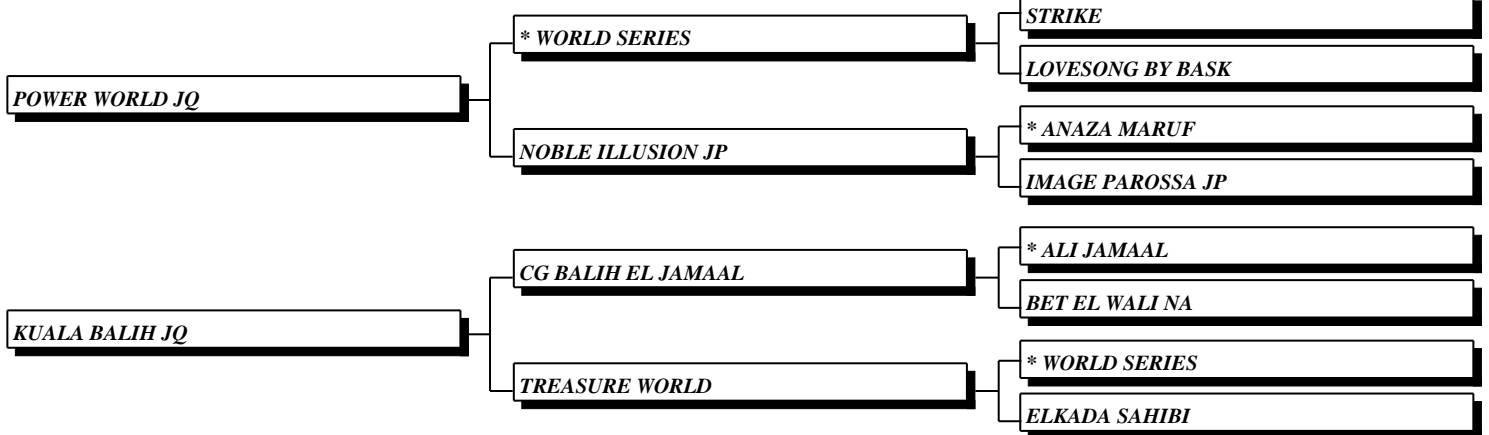 STRIKE
* WORLD SERIES
LOVESONG BY BASK
POWER WORLD JQ
* ANAZA MARUF
NOBLE ILLUSION JP
IMAGE PAROSSA JP
* ALI JAMAAL
CG BALIH EL JAMAAL
BET EL WALI NA
KUALA BALIH JQ
* WORLD SERIES
TREASURE WORLD
ELKADA SAHIBI